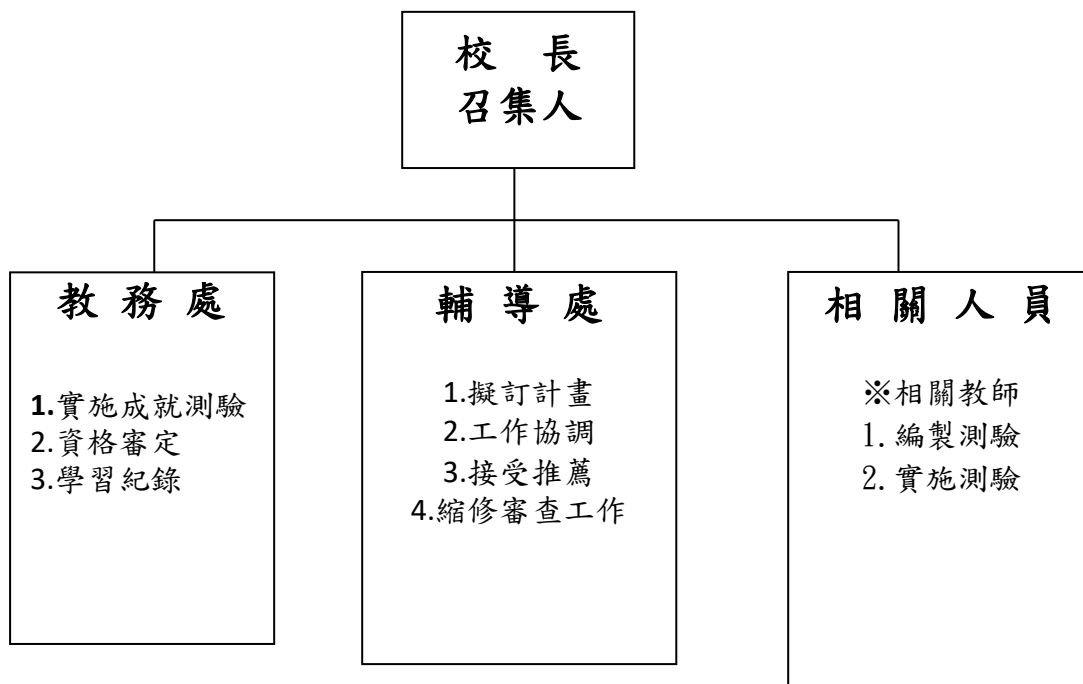 校 長
召集人
教 務 處
1.實施成就測驗
2.資格審定
3.學習紀錄
輔 導 處
1.擬訂計畫
2.工作協調
3.接受推薦
4.縮修審查工作
相 關 人 員
※相關教師
1.編製測驗
2.實施測驗